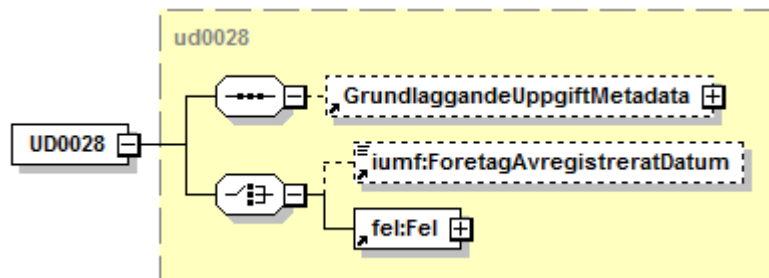 ud0028
GrundlaggandeUppgiftMetadata
UD0028
iumf:ForetagAvregistreratDatum
fel:Fel